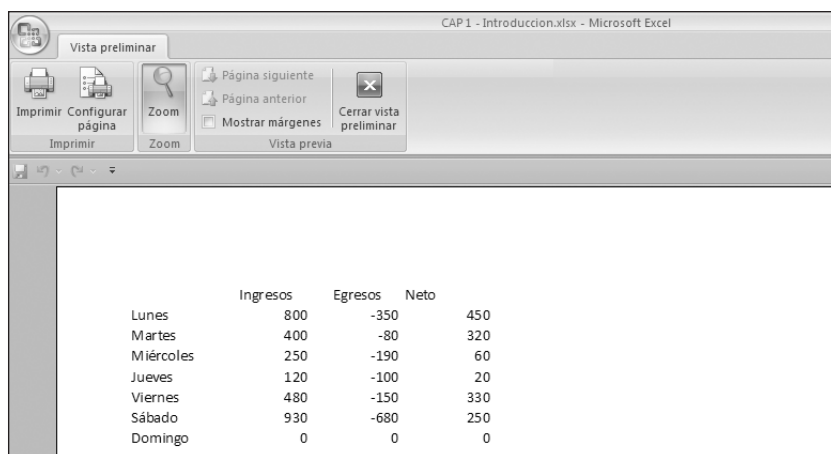 CAP 1 - Introduccion.xlsx - Microsoft Excel
Vista preliminar
Imprimir
Configurar página
Zoom
Página siguiente
Página anterior
Mostrar márgenes
Cerrar vista preliminar
Imprimir
Zoom
Vista previa
Ingresos Egresos Neto
Lunes 800 -350 450
Martes 400 -80 320
Miércoles 250 -190 60
Jueves 120 -100 20
Viernes 480 -150 330
Sábado 930 -680 250
Domingo 0 0 0